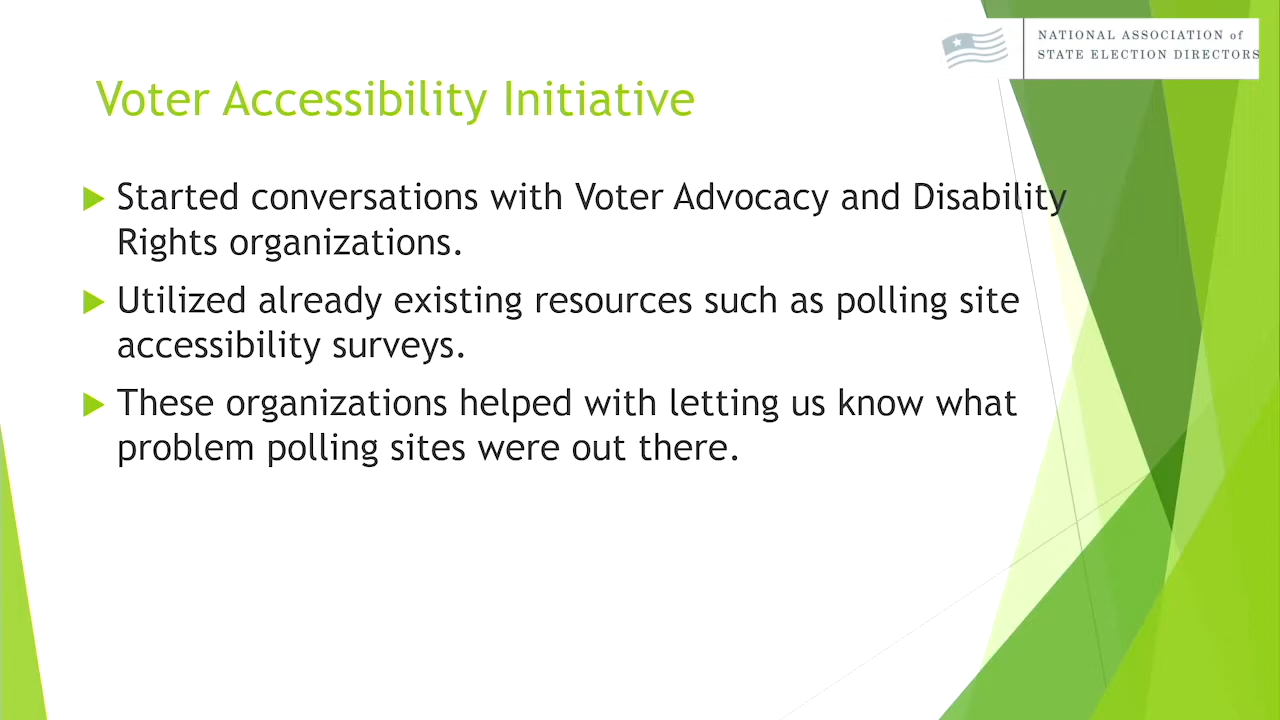 NATIONAL ASSOCIATION of
STATE ELECTION DIRECTORS
Voter Accessibility Initiative
Started conversations with Voter Advocacy and Disability
Rights organizations.
Utilized already existing resources such as polling site
accessibility surveys.
These organizations helped with letting us know what
problem polling sites were out there.